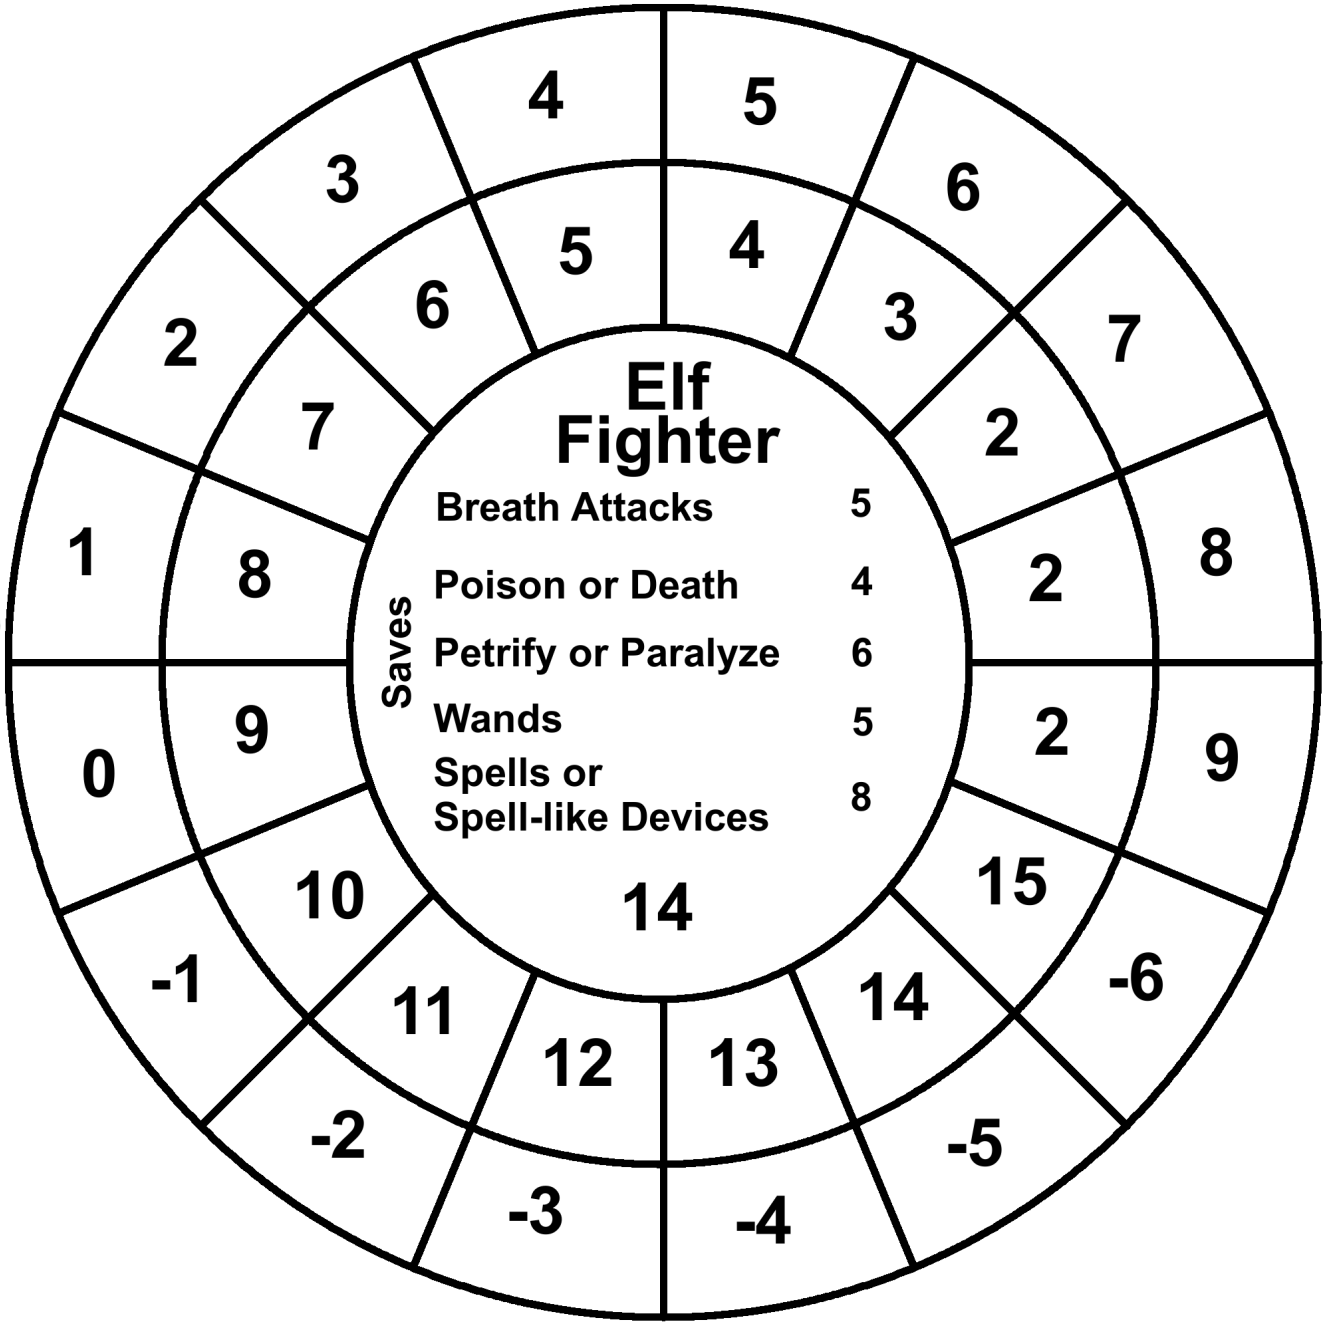 4 5
3 6
5 4
6 3
2 7
7 2
Elf
Fighter
Breath Attacks 5
1 8
8 2
Poison or Death 4
Saves
Petrify or Paralyze 6
Wands 5
9 2
0 9
Spells or
Spell-like Devices 8
10 15
14
-1 -6
11 14
12 13
-2 -5
-3 -4